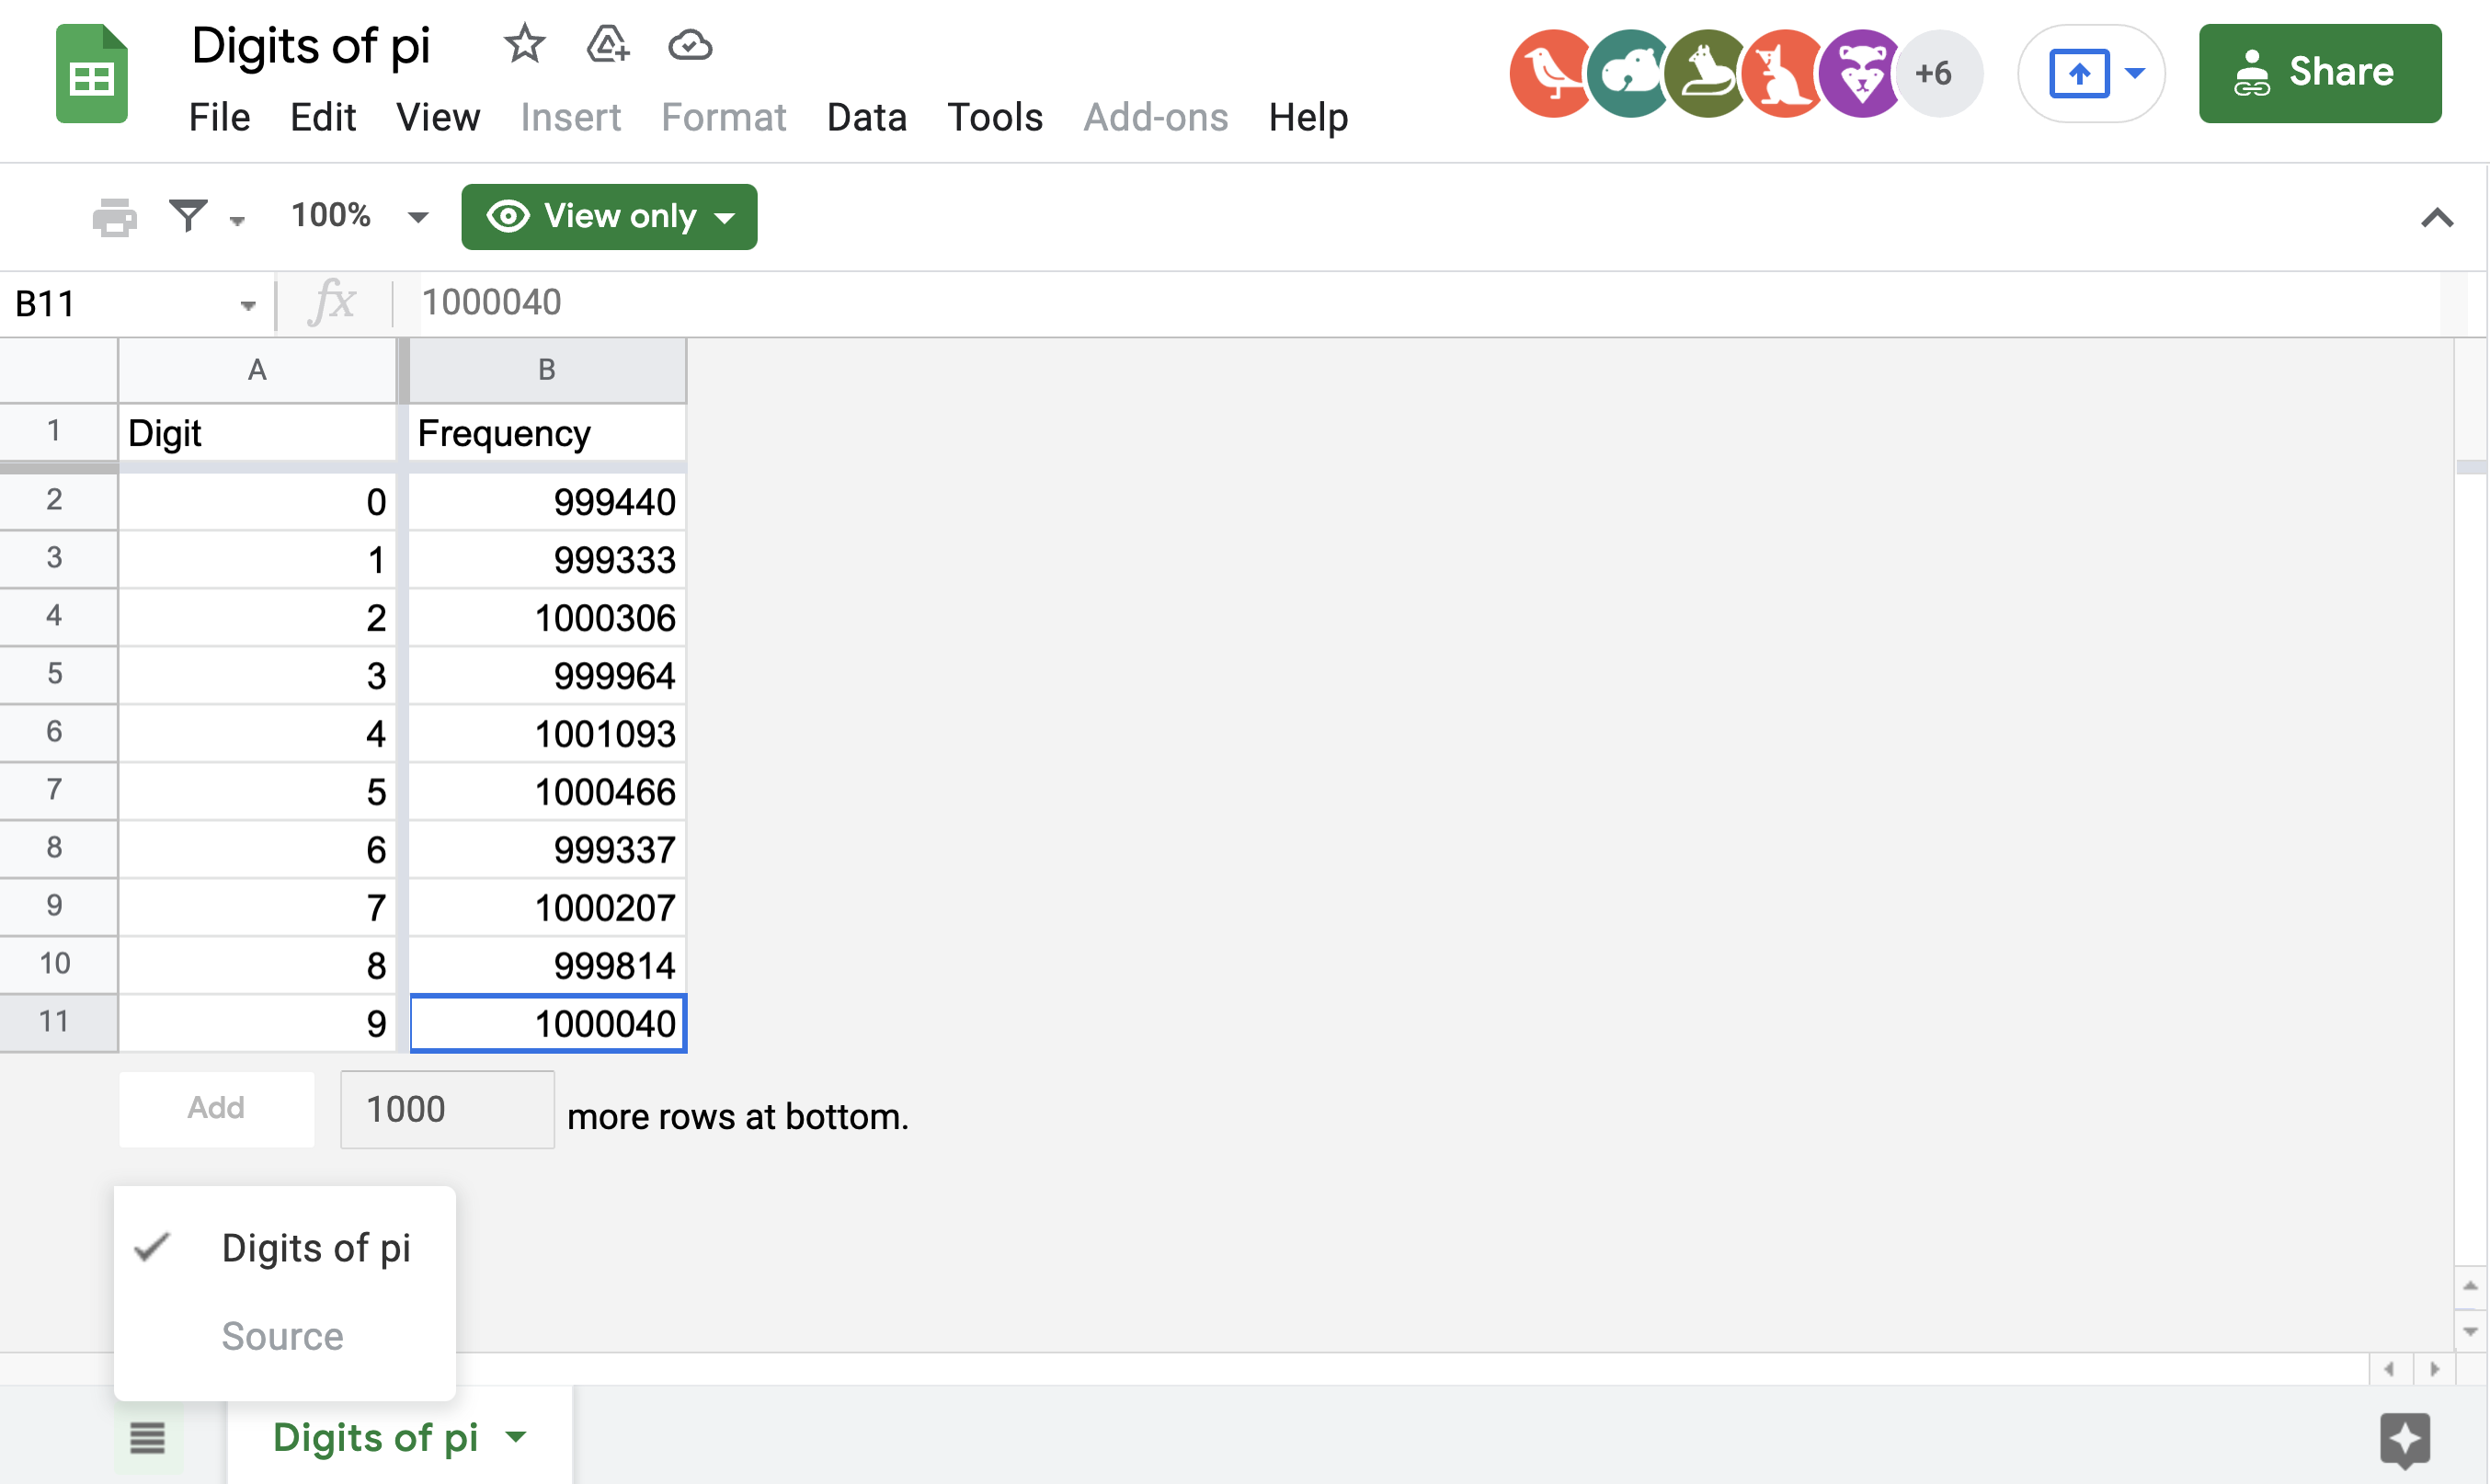 Digits of pi
File Edit View Insert Format Data Tools Add-ons Help
+6
Share
100% View only
B11 fx 1000040
A B
1 Digit Frequency
2 0 999440
3 1 999333
4 2 1000306
5 3 999964
6 4 1001093
7 5 1000466
8 6 999337
9 7 1000207
10 8 999814
11 9 1000040
Add 1000 more rows at bottom.
Digits of pi
Source
Digits of pi